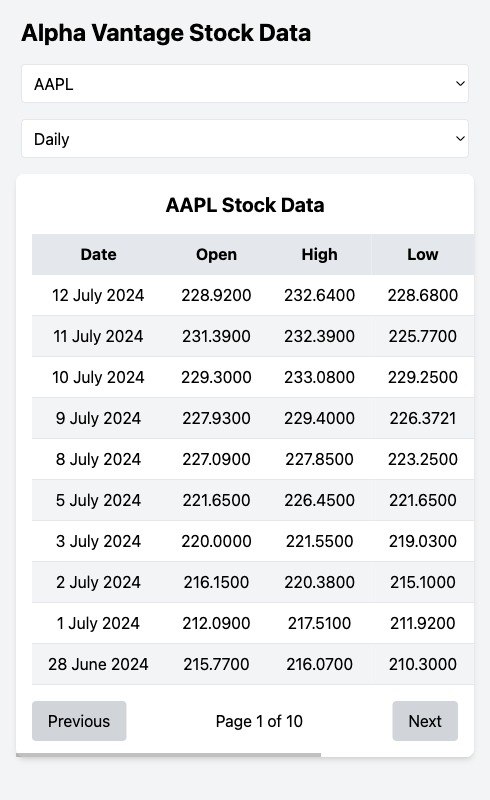 Alpha Vantage Stock Data
AAPL
Daily
AAPL Stock Data
Date Open High Low
12 July 2024 228.9200 232.6400 228.6800
11 July 2024 231.3900 232.3900 225.7700
10 July 2024 229.3000 233.0800 229.2500
9 July 2024 227.9300 229.4000 226.3721
8 July 2024 227.0900 227.8500 223.2500
5 July 2024 221.6500 226.4500 221.6500
3 July 2024 220.0000 221.5500 219.0300
2 July 2024 216.1500 220.3800 215.1000
1 July 2024 212.0900 217.5100 211.9200
28 June 2024 215.7700 216.0700 210.3000
Previous Page 1 of 10 Next